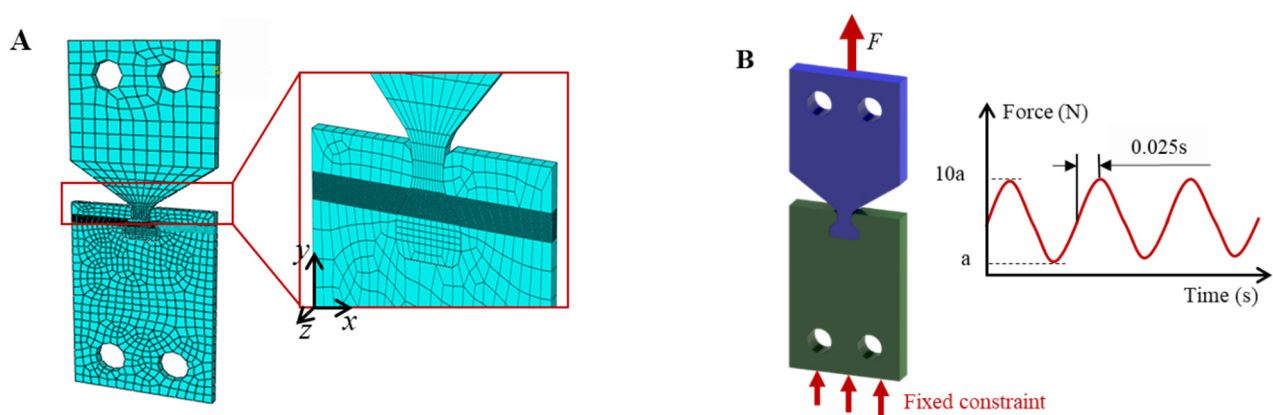 A
y
z
x
B
F
Fixed constraint
Force (N)
0.025s
10a
a
Time (s)